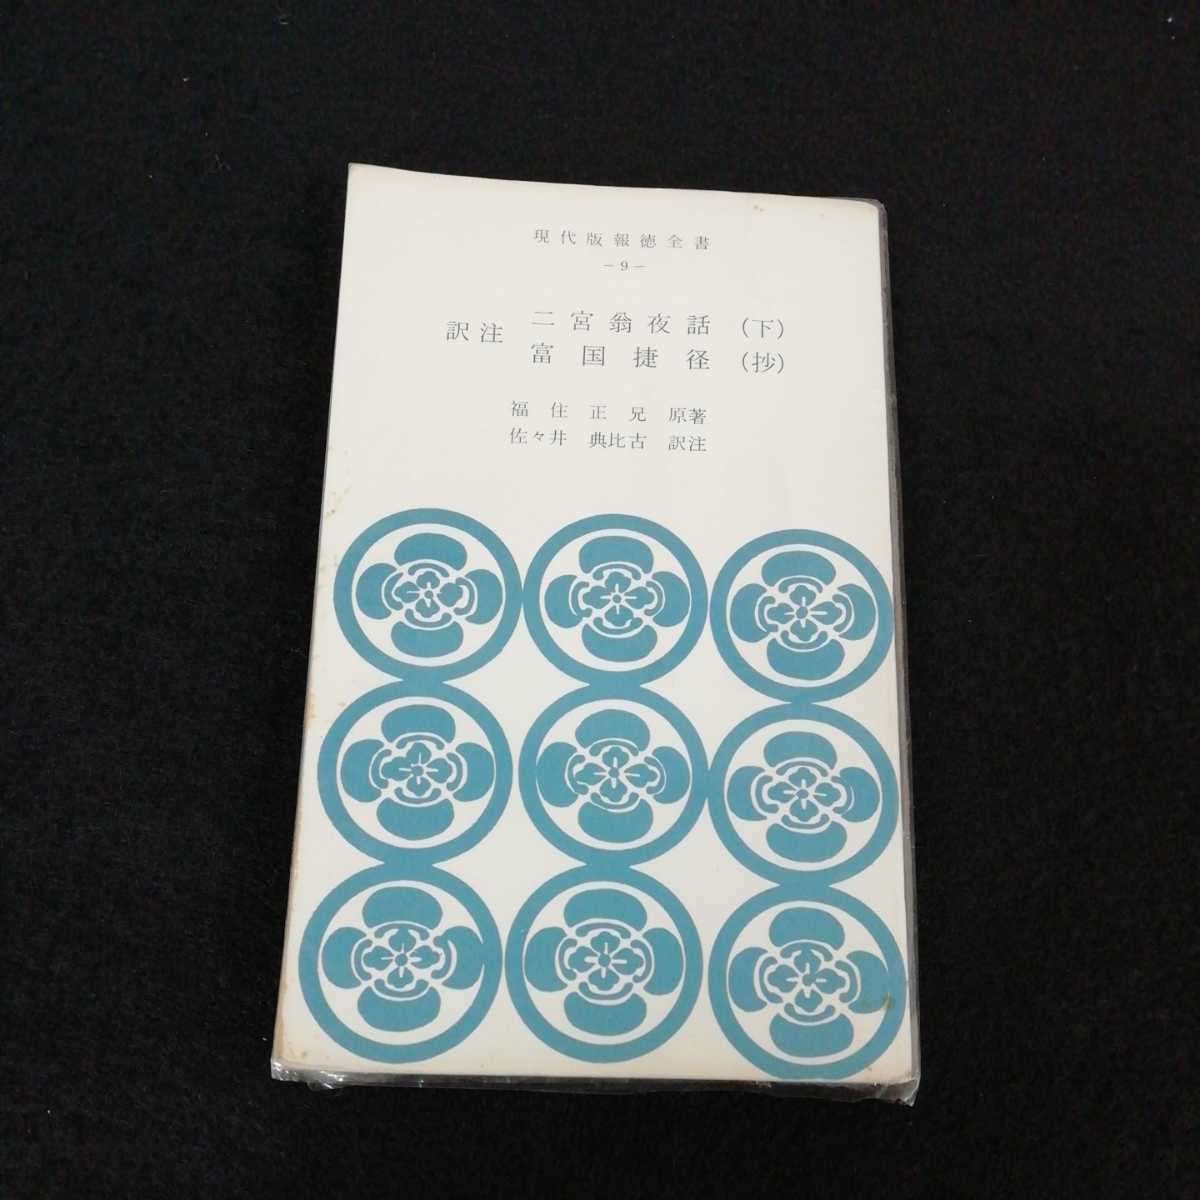 現代版報徳全書
－9－
訳注 二宮翁夜話（下）
富国捷径（抄）
福住正兄 原著
佐々井 典比古 訳注